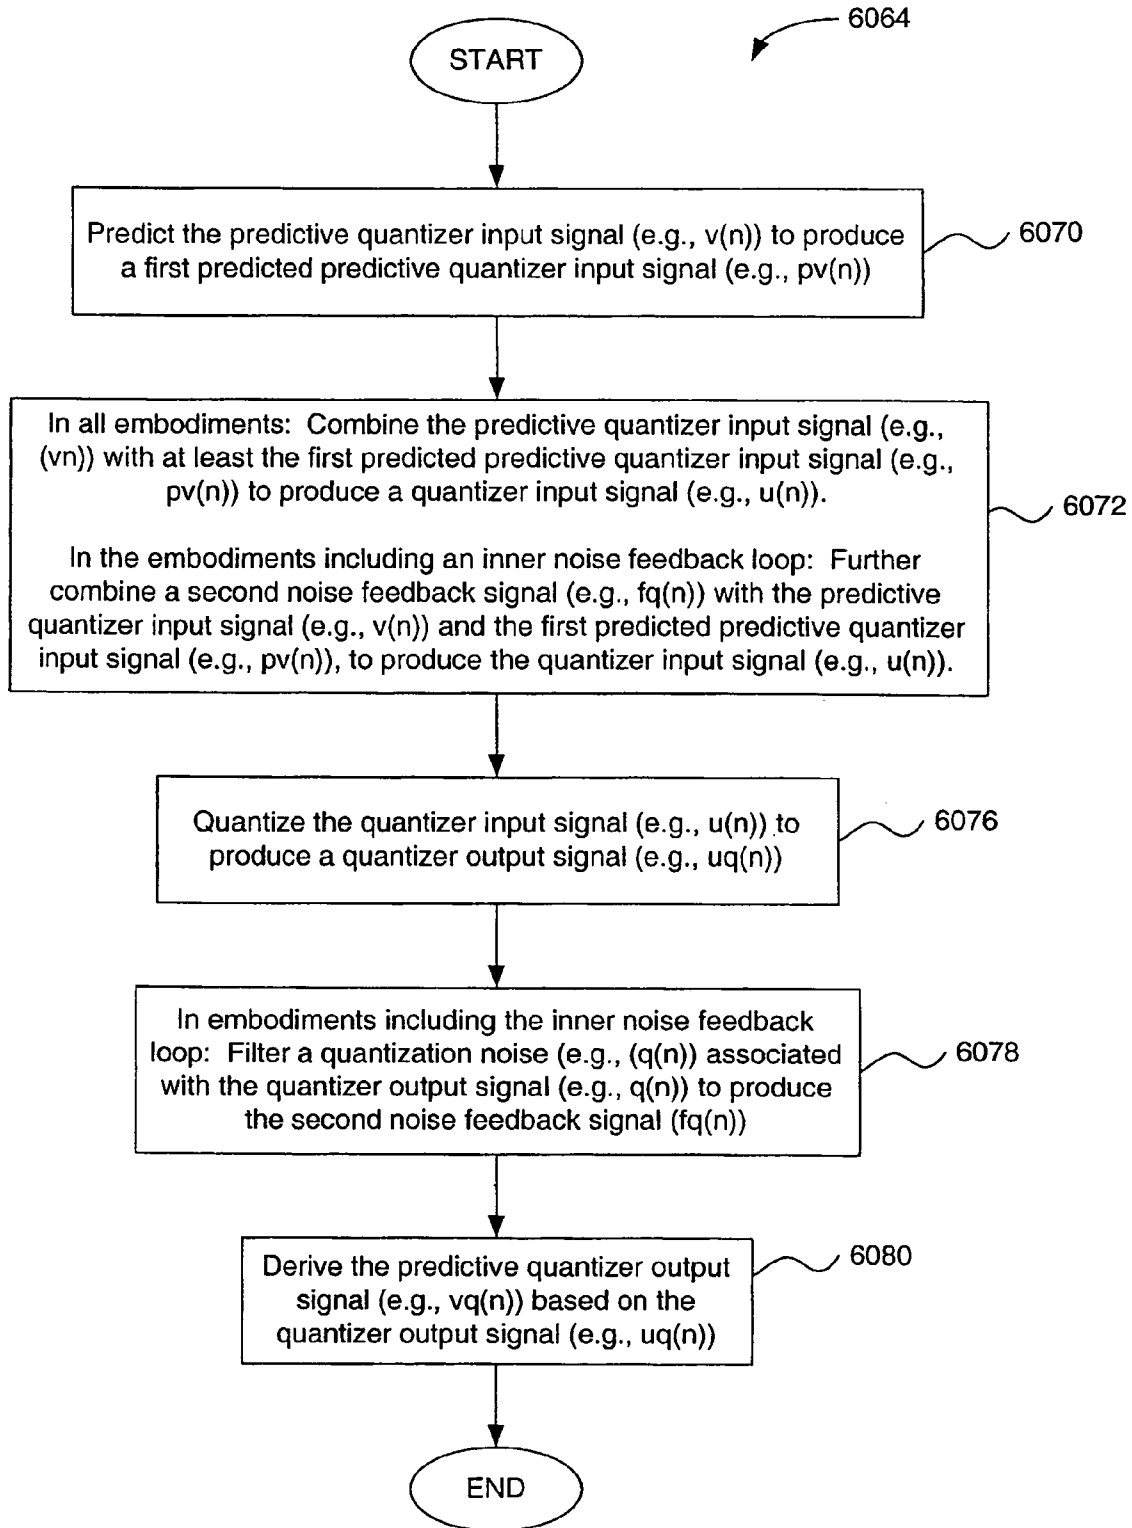 6064
START
Predict the predictive quantizer input signal (e.g., v(n)) to produce
a first predicted predictive quantizer input signal (e.g., pv(n))
6070
In all embodiments: Combine the predictive quantizer input signal (e.g.,
(vn)) with at least the first predicted predictive quantizer input signal (e.g.,
pv(n)) to produce a quantizer input signal (e.g., u(n)).
In the embodiments including an inner noise feedback loop: Further
combine a second noise feedback signal (e.g., fq(n)) with the predictive
quantizer input signal (e.g., v(n)) and the first predicted predictive quantizer
input signal (e.g., pv(n)), to produce the quantizer input signal (e.g., u(n)).
6072
Quantize the quantizer input signal (e.g., u(n)) to
produce a quantizer output signal (e.g., uq(n))
6076
In embodiments including the inner noise feedback
loop: Filter a quantization noise (e.g., (q(n)) associated
with the quantizer output signal (e.g., q(n)) to produce
the second noise feedback signal (fq(n))
6078
Derive the predictive quantizer output
signal (e.g., vq(n)) based on the
quantizer output signal (e.g., uq(n))
6080
END